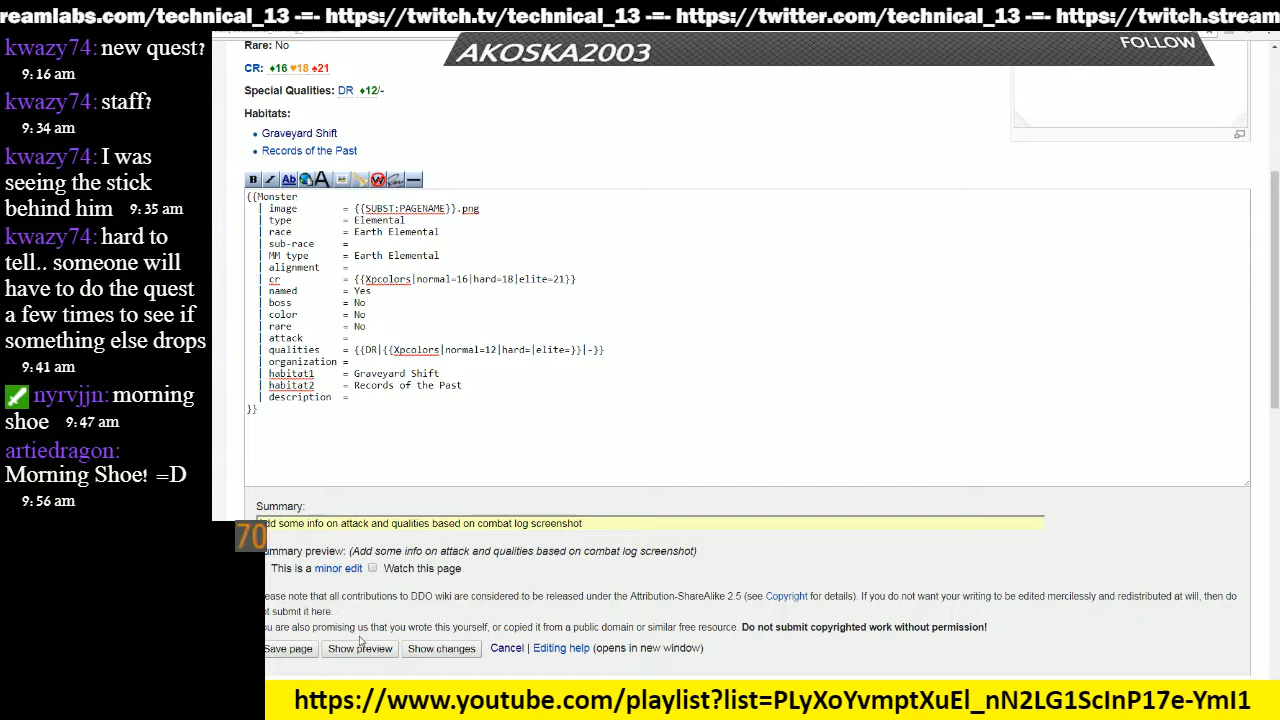 reamlabs.com/technical_13 -=- https://twitch.tv/technical_13 -=- https://twitter.com/technical_13 -=- https://twitch.stream
kwazy74: new quest?
9:16 am
kwazy74: staff?
9:34 am
kwazy74: I was
seeing the stick
behind him 9:35 am
kwazy74: hard to
tell.. someone will
have to do the quest
a few times to see if
something else drops
9:41 am
nyrvjjn: morning
shoe 9:47 am
artiedragon:
Morning Shoe! =D
9:56 am
AKOSKA2003
FOLLOW
Rare: No
CR: ♦16 ♥18 ♠21
Special Qualities: DR ♦12/-
Habitats:
• Graveyard Shift
• Records of the Past
B I Ab A W
{{Monster
| image = {{SUBST:PAGENAME}}.png
| type = Elemental
| race = Earth Elemental
| sub-race =
| MM type = Earth Elemental
| alignment =
| cr = {{Xpcolors|normal=16|hard=18|elite=21}}
| named = Yes
| boss = No
| color = No
| rare = No
| attack =
| qualities = {{DR|{{Xpcolors|normal=12|hard=|elite=}}|-}}
| organization =
| habitat1 = Graveyard Shift
| habitat2 = Records of the Past
| description =
}}
Summary:
dd some info on attack and qualities based on combat log screenshot
70
ummary preview: (Add some info on attack and qualities based on combat log screenshot)
This is a minor edit Watch this page
ease note that all contributions to DDO wiki are considered to be released under the Attribution-ShareAlike 2.5 (see Copyright for details). If you do not want your writing to be edited mercilessly and redistributed at will, then do
ot submit it here.
ou are also promising us that you wrote this yourself, or copied it from a public domain or similar free resource. Do not submit copyrighted work without permission!
Save page Show preview Show changes Cancel | Editing help (opens in new window)
https://www.youtube.com/playlist?list=PLyXoYvmptXuEl_nN2LG1ScInP17e-YmI1